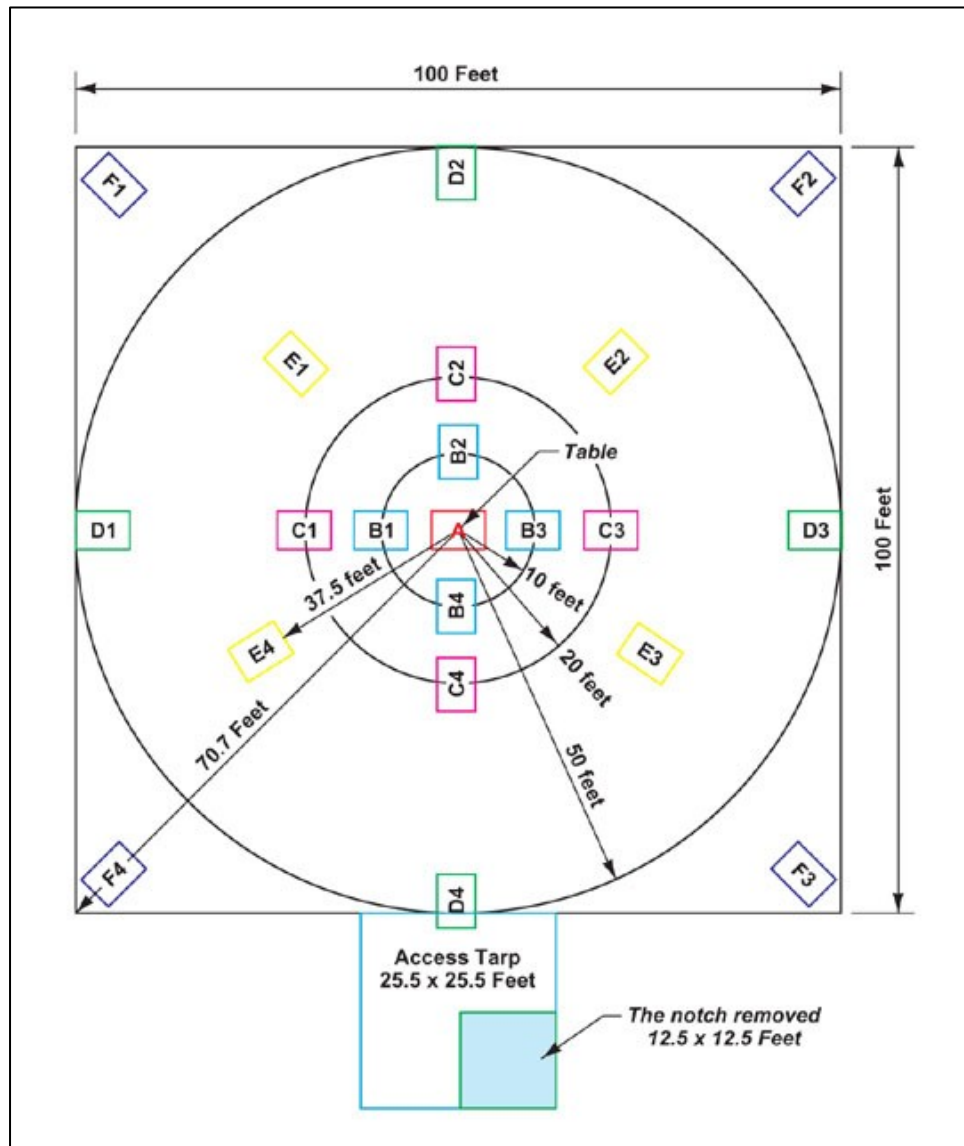 100 Feet
F1
D2
F2
E1
C2
E2
B2
Table
D1
C1
B1
A
B3
C3
D3
100 Feet
37.5 feet
10 feet
B4
E4
20 feet
E3
C4
70.7 Feet
50 feet
F4
D4
F3
Access Tarp
25.5 x 25.5 Feet
The notch removed
12.5 x 12.5 Feet